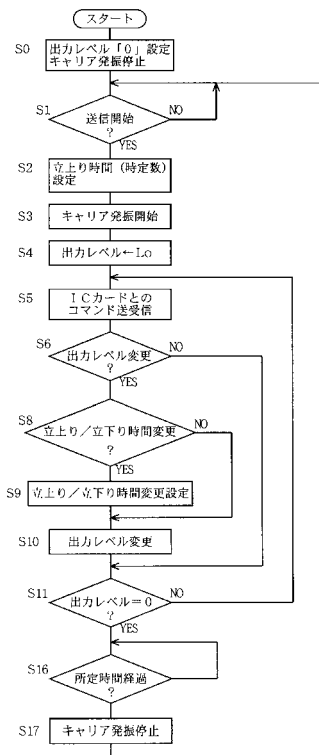 スタート
S0
出力レベル「0」設定
キャリア発振停止
S1
送信開始
?
NO
YES
S2
立上り時間（時定数）
設定
S3
キャリア発振開始
S4
出力レベル←Lo
S5
ICカードとの
コマンド送受信
S6
出力レベル変更
?
NO
YES
S8
立上り／立下り時間変更
?
NO
YES
S9
立上り／立下り時間変更設定
S10
出力レベル変更
S11
出力レベル＝0
?
NO
YES
S16
所定時間経過
?
S17
キャリア発振停止